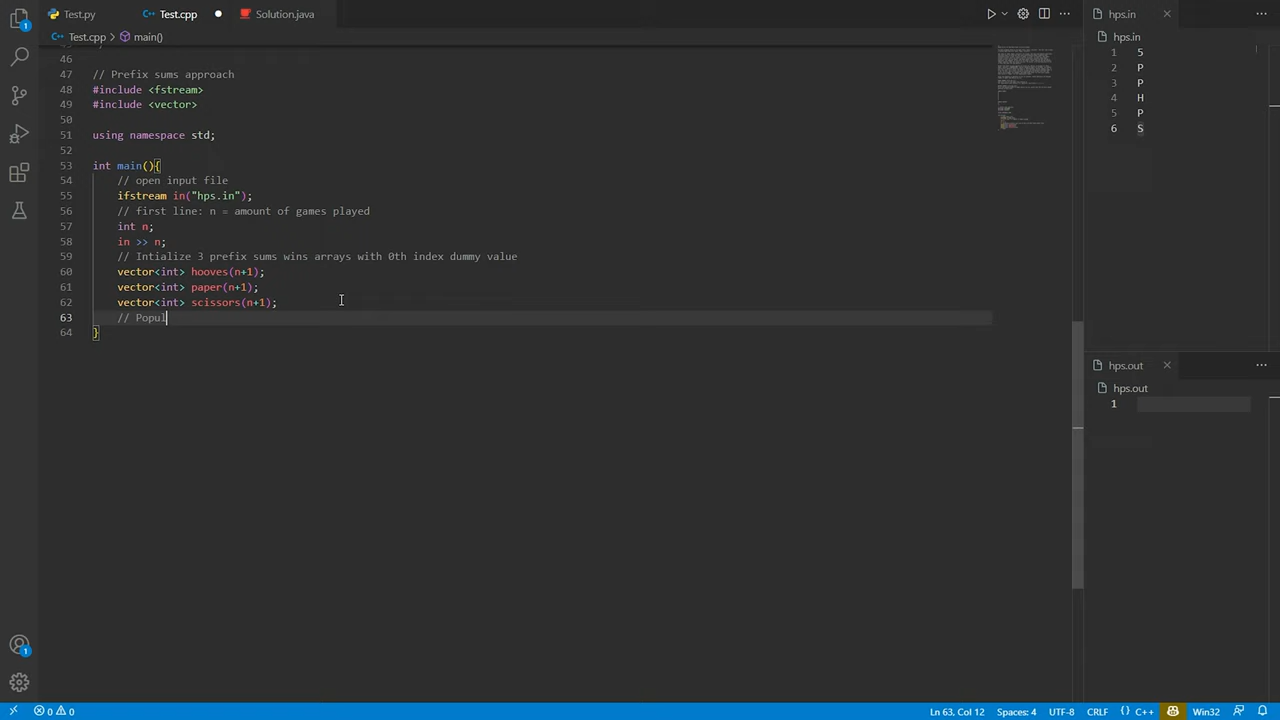 Test.py
Test.cpp
Solution.java
Test.cpp
main()
46
47 // Prefix sums approach
48 #include <fstream>
49 #include <vector>
50
51 using namespace std;
52
53 int main(){
54 // open input file
55 ifstream in("hps.in");
56 // first line: n = amount of games played
57 int n;
58 in >> n;
59 // Intialize 3 prefix sums wins arrays with 0th index dummy value
60 vector<int> hooves(n+1);
61 vector<int> paper(n+1);
62 vector<int> scissors(n+1);
63 // Popul
64 }
hps.in
hps.in
1 5
2 P
3 P
4 H
5 P
6 S
hps.out
hps.out
1
1
1
0 0
Ln 63, Col 12
Spaces: 4
UTF-8
CRLF
C++
Win32